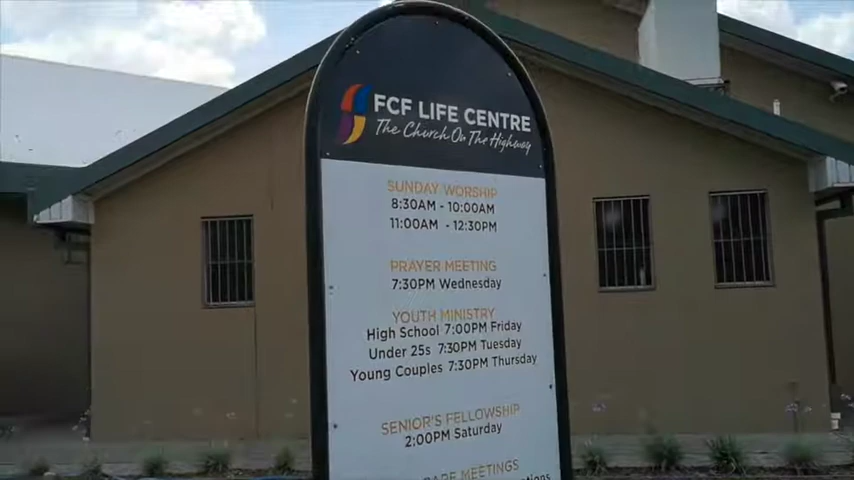 FCF LIFE CENTRE
The Church On The Highway
SUNDAY WORSHIP
8:30AM - 10:00AM
11:00AM - 12:30PM
PRAYER MEETING
7:30PM Wednesday
YOUTH MINISTRY
High School 7:00PM Friday
Under 25s 7:30PM Tuesday
Young Couples 7:30PM Thursday
SENIOR'S FELLOWSHIP
2:00PM Saturday
MEETINGS